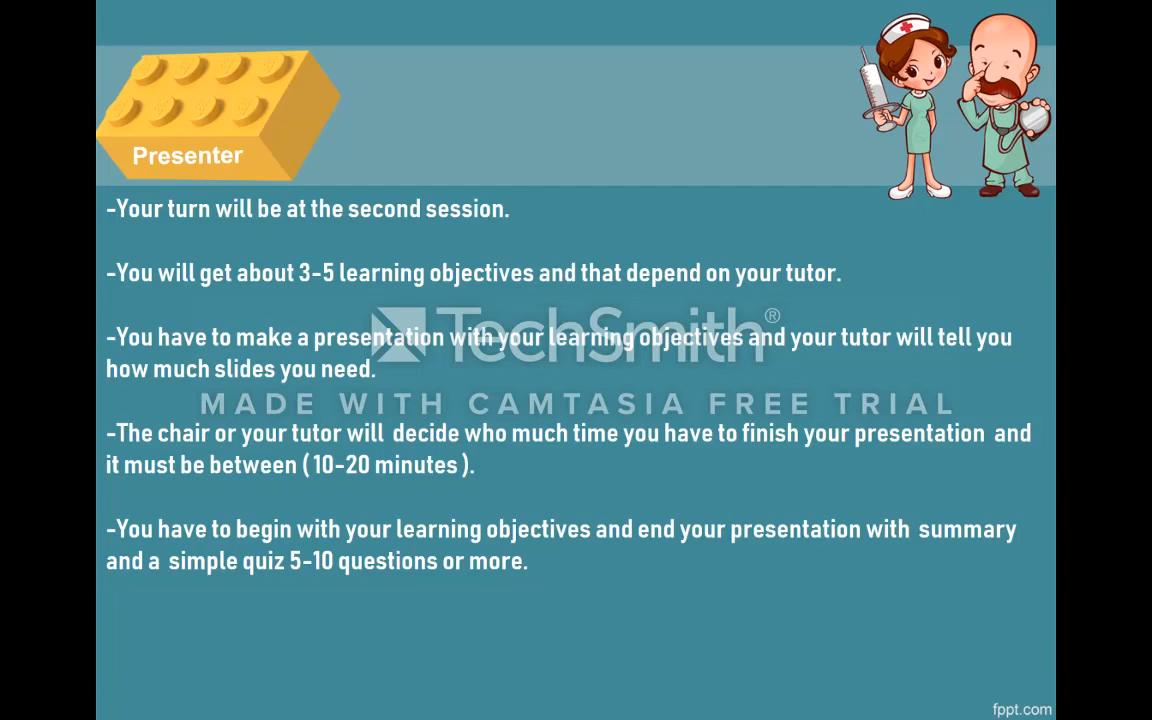 Presenter
-Your turn will be at the second session.
-You will get about 3-5 learning objectives and that depend on your tutor.
-You have to make a presentation with your learning objectives and your tutor will tell you
how much slides you need.
TechSmith®
MADE WITH CAMTASIA FREE TRIAL
-The chair or your tutor will decide who much time you have to finish your presentation and
it must be between ( 10-20 minutes ).
-You have to begin with your learning objectives and end your presentation with summary
and a simple quiz 5-10 questions or more.
fppt.com